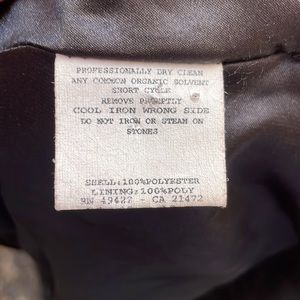 PROFESSIONALLY DRY CLEAN
ANY COMMON ORGANIC SOLVENT
SHORT CYCLE
REMOVE PROMPTLY
COOL IRON WRONG SIDE
DO NOT IRON OR STEAM ON
STONES
SHELL:100%POLYESTER
LINING:100%POLY
RN 49427 - CA 21472